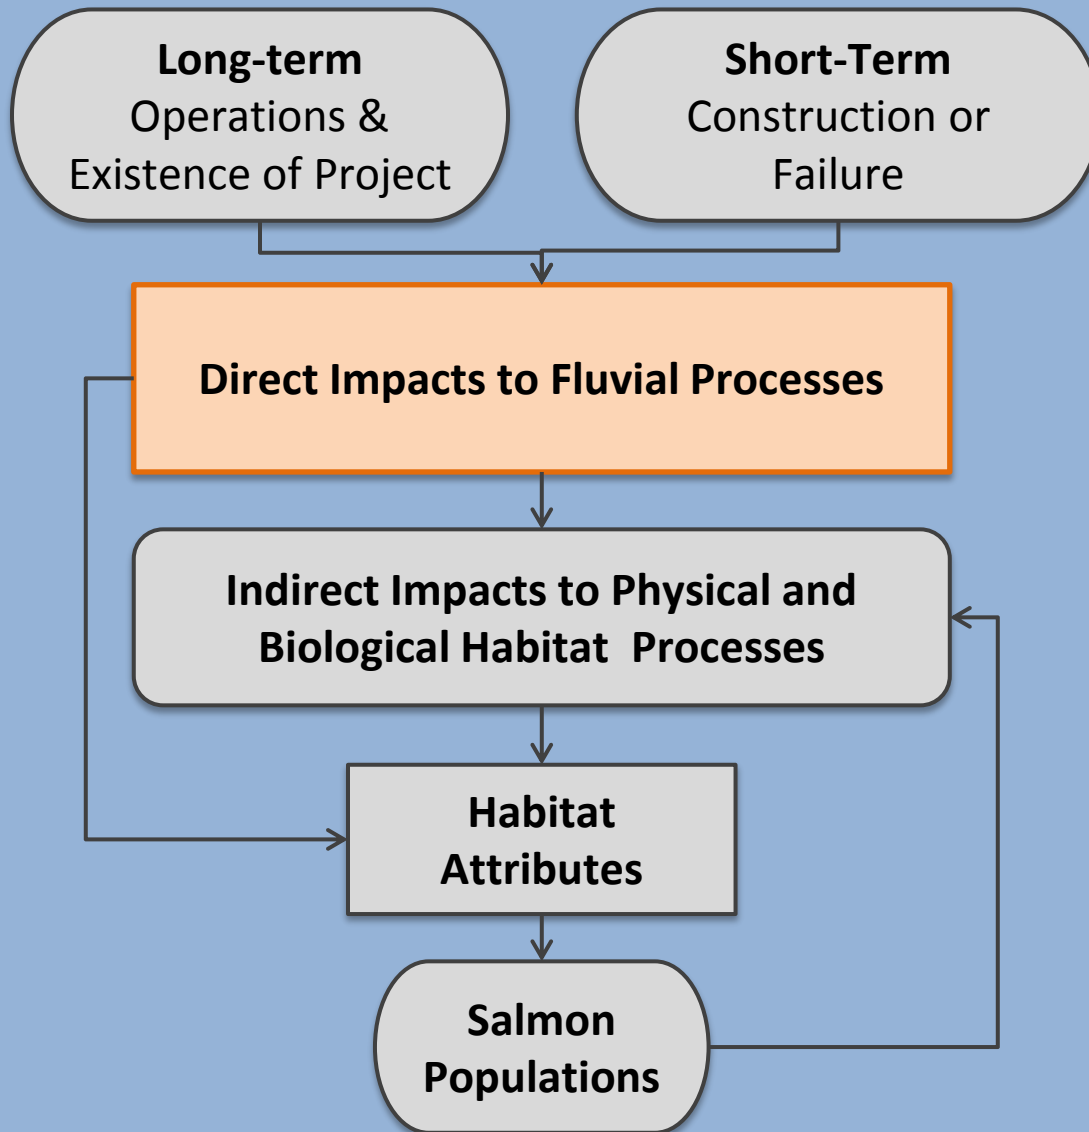 Long-term
Operations &
Existence of Project
Short-Term
Construction or
Failure
Direct Impacts to Fluvial Processes
Indirect Impacts to Physical and
Biological Habitat  Processes
Habitat
Attributes
Salmon
Populations